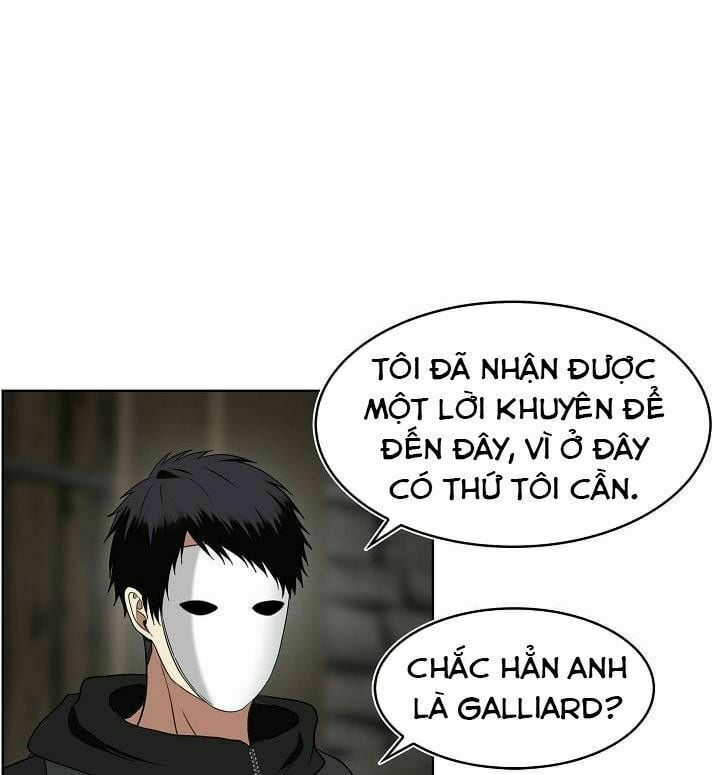 TÔI ĐÃ NHẬN ĐƯỢC
MỘT LỜI KHUYÊN ĐỂ
ĐẾN ĐÂY, VÌ Ở ĐÂY
CÓ THỨ TÔI CẦN.
CHẮC HẲN ANH
LÀ GALLIARD?